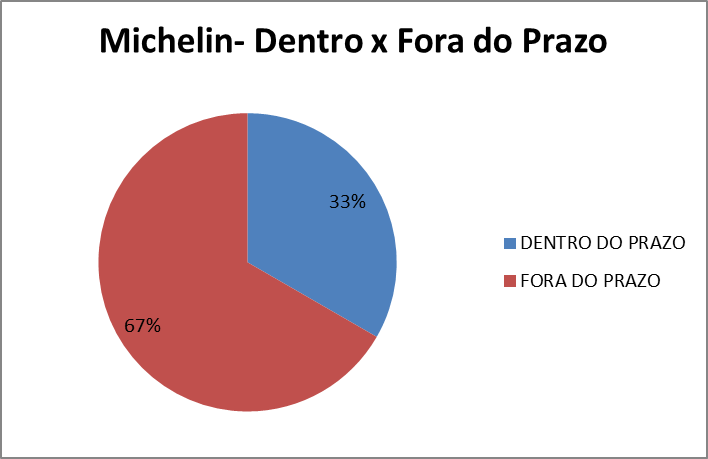 Michelin- Dentro x Fora do Prazo
33%
DENTRO DO PRAZO
FORA DO PRAZO
67%